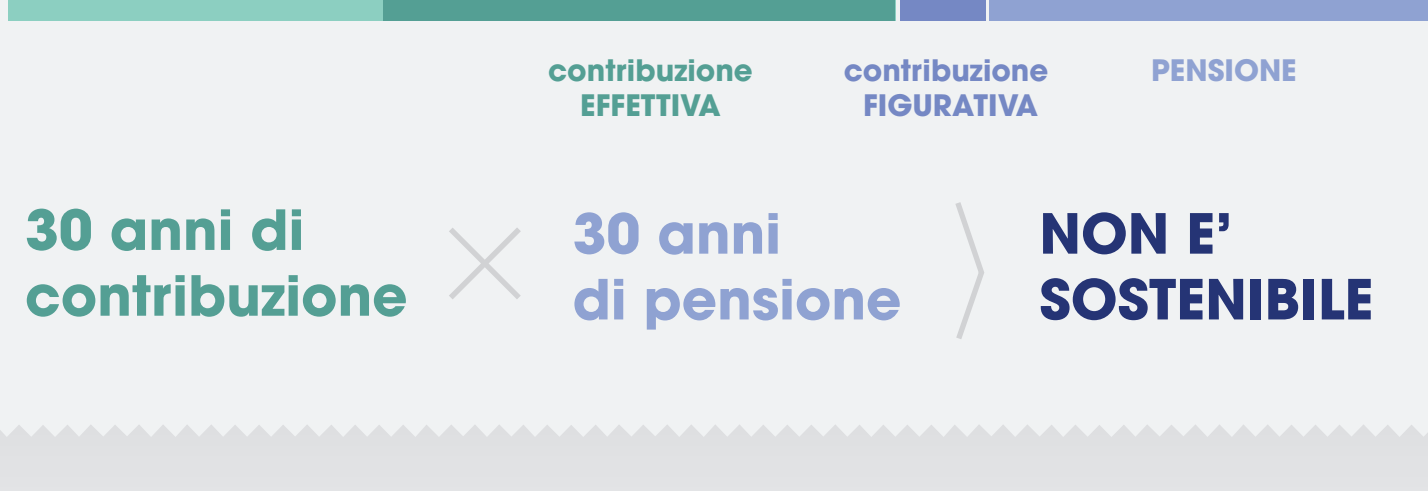 contribuzione
EFFETTIVA
contribuzione
FIGURATIVA
PENSIONE
30 anni di
contribuzione
30 anni
di pensione
NON E’
SOSTENIBILE